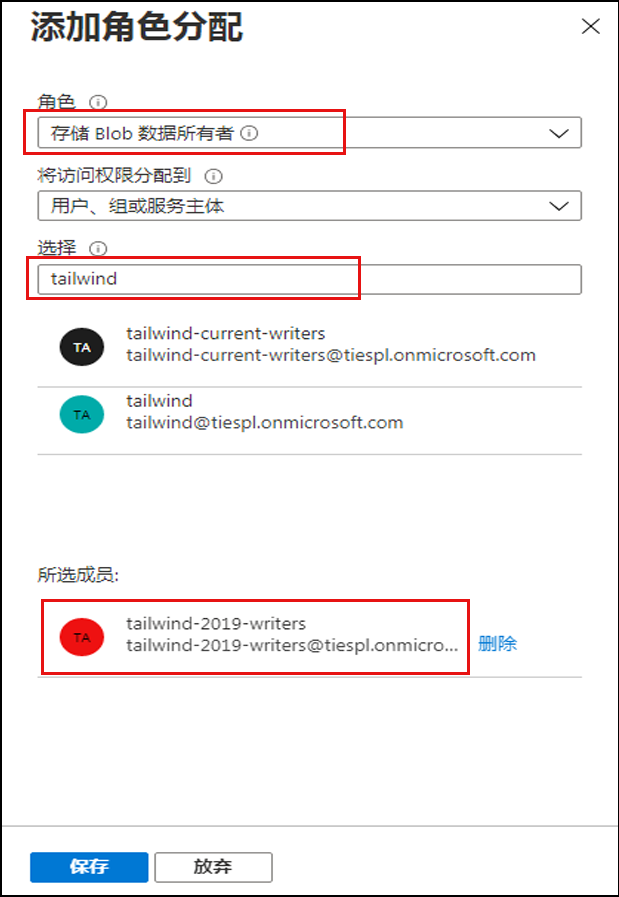 添加角色分配
角色
存储 Blob 数据所有者
将访问权限分配到
用户、组或服务主体
选择
tailwind
TA
tailwind-current-writers
tailwind-current-writers@tiespl.onmicrosoft.com
TA
tailwind
tailwind@tiespl.onmicrosoft.com
所选成员:
TA
tailwind-2019-writers
tailwind-2019-writers@tiespl.onmicro...
删除
保存
放弃